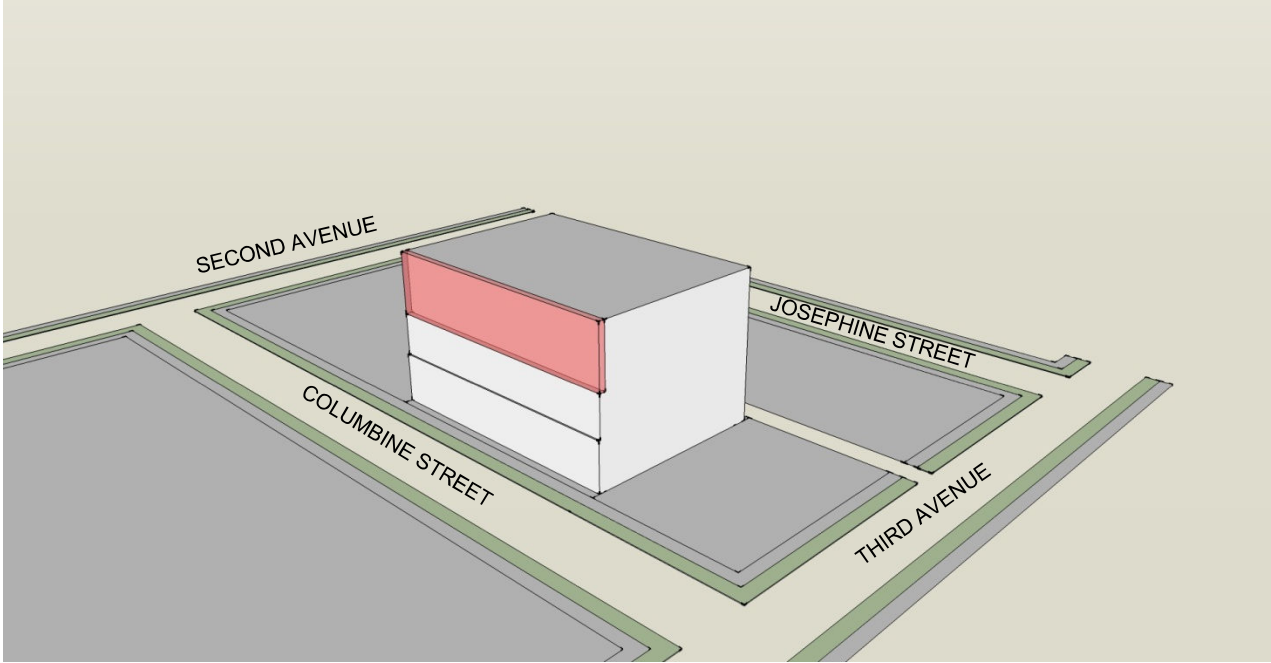 SECOND AVENUE
JOSEPHINE STREET
COLUMBINE STREET
THIRD AVENUE